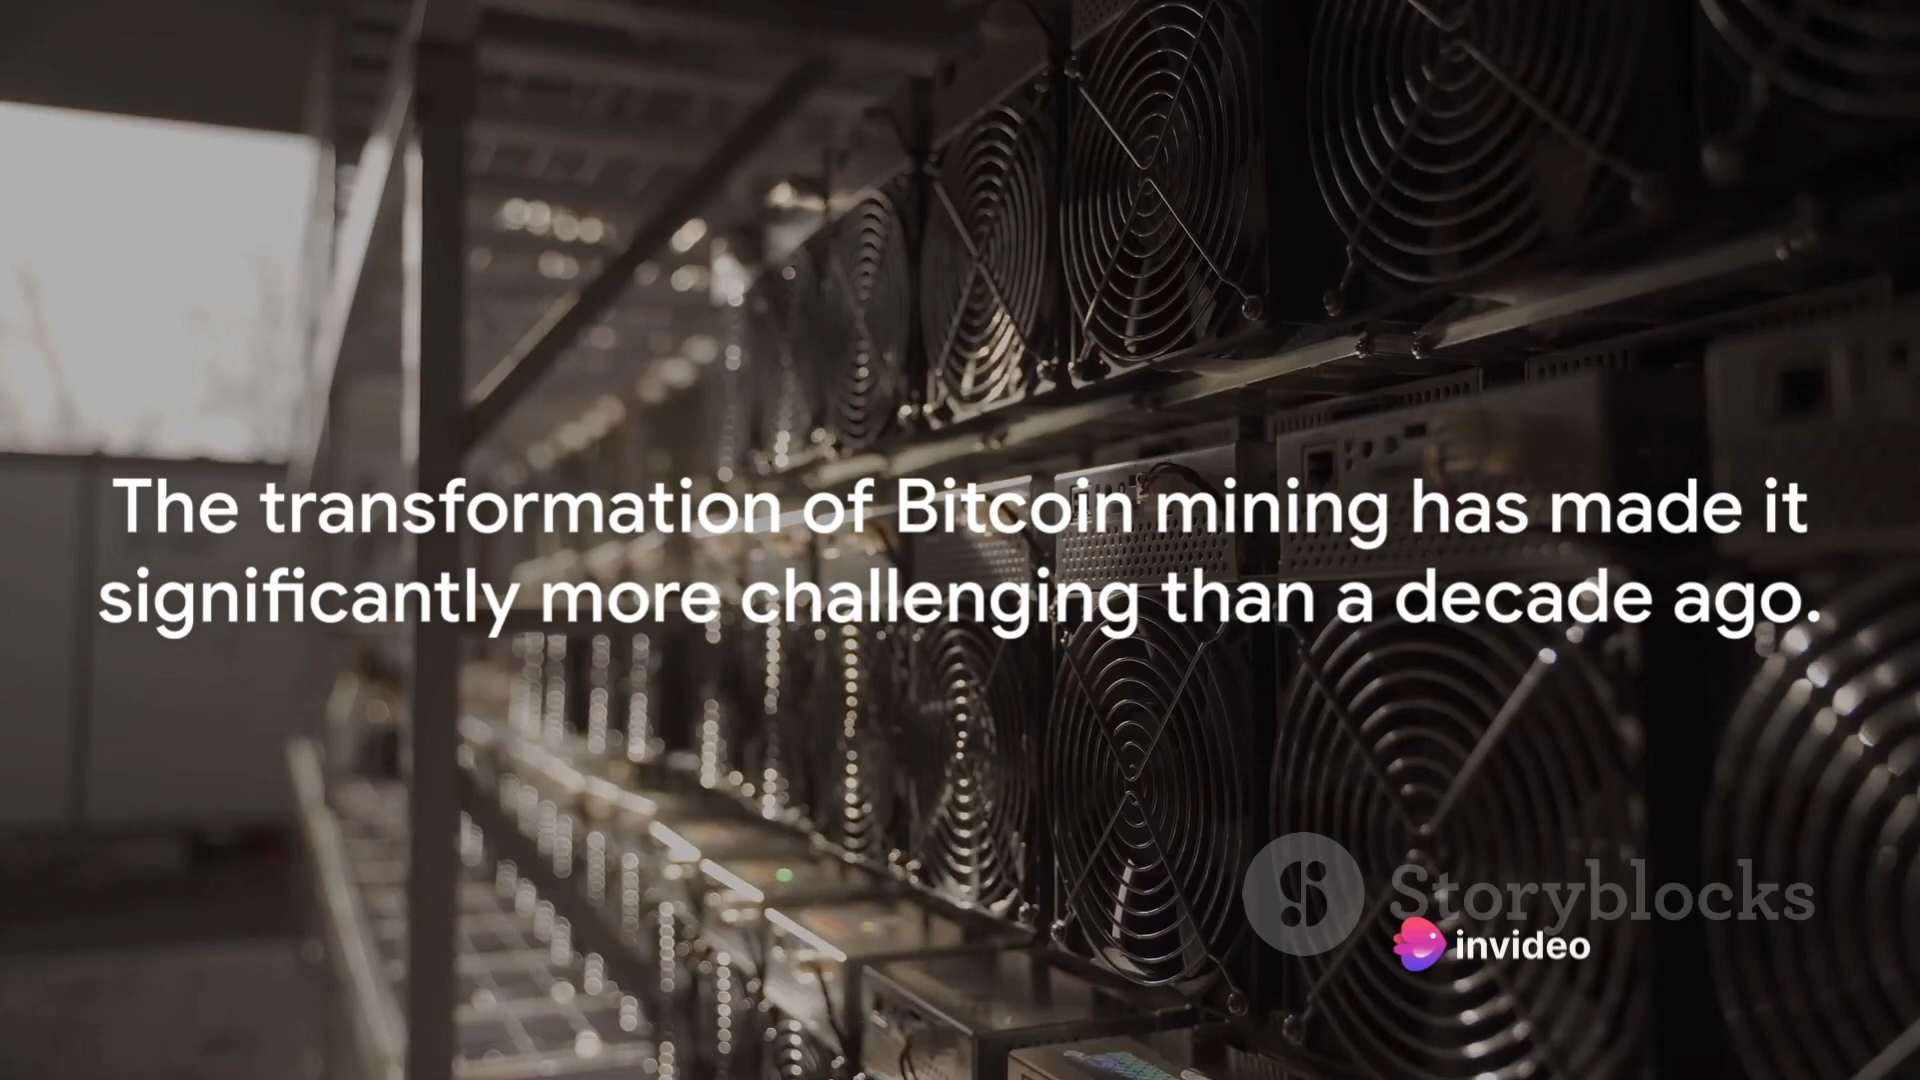 The transformation of Bitcoin mining has made it
significantly more challenging than a decade ago.
Storyblocks
invideo